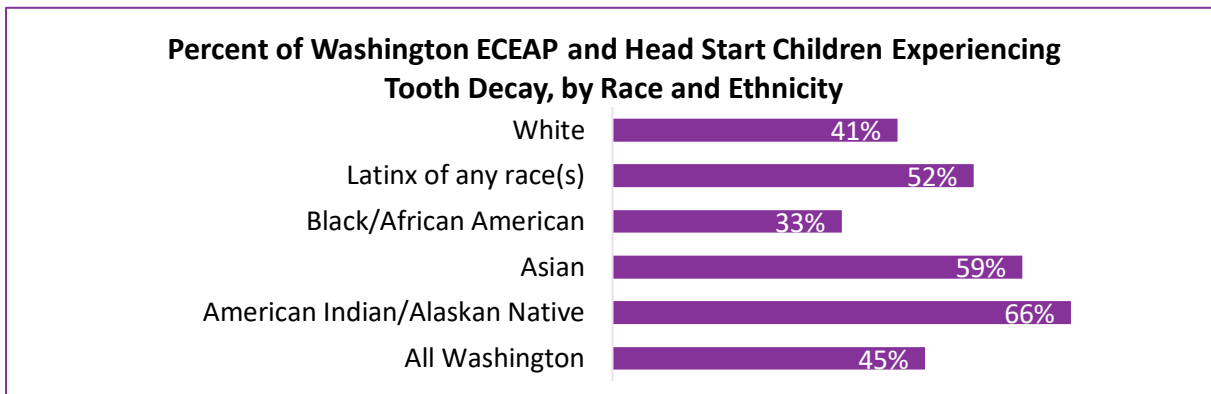 Percent of Washington ECEAP and Head Start Children Experiencing
Tooth Decay, by Race and Ethnicity
White 41%
Latinx of any race(s) 52%
Black/African American 33%
Asian 59%
American Indian/Alaskan Native 66%
All Washington 45%